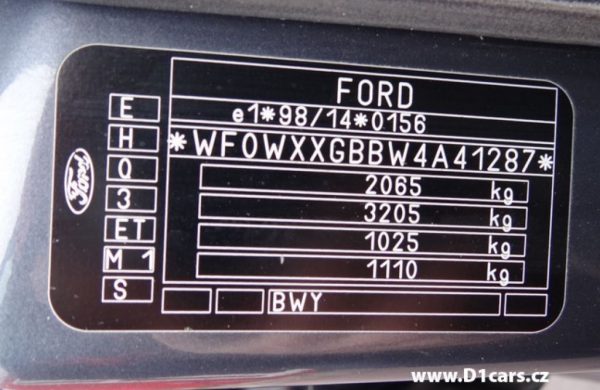 FORD
e1*98/14*0156
*WF0WXXGBBW4A41287*
2065 kg
3205 kg
1025 kg
1110 kg
BWY
E
H
Q
3
ET
M 1
S
Ford
www.D1cars.cz